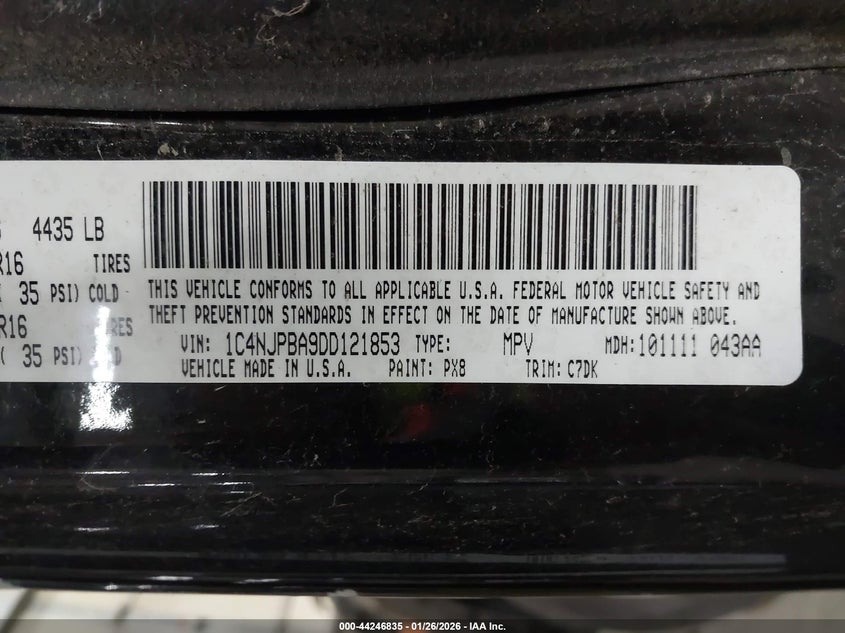 4435 LB
R16 TIRES
35 PSI) COLD
R16
35 PSI)
THIS VEHICLE CONFORMS TO ALL APPLICABLE U.S.A. FEDERAL MOTOR VEHICLE SAFETY AND
THEFT PREVENTION STANDARDS IN EFFECT ON THE DATE OF MANUFACTURE SHOWN ABOVE.
VIN: 1C4NJPBA9DD121853 TYPE: MPV MDH:101111 043AA
VEHICLE MADE IN U.S.A. PAINT: PX8 TRIM: C7DK
000-44246835 / 01/26/2026 - IAA Inc.